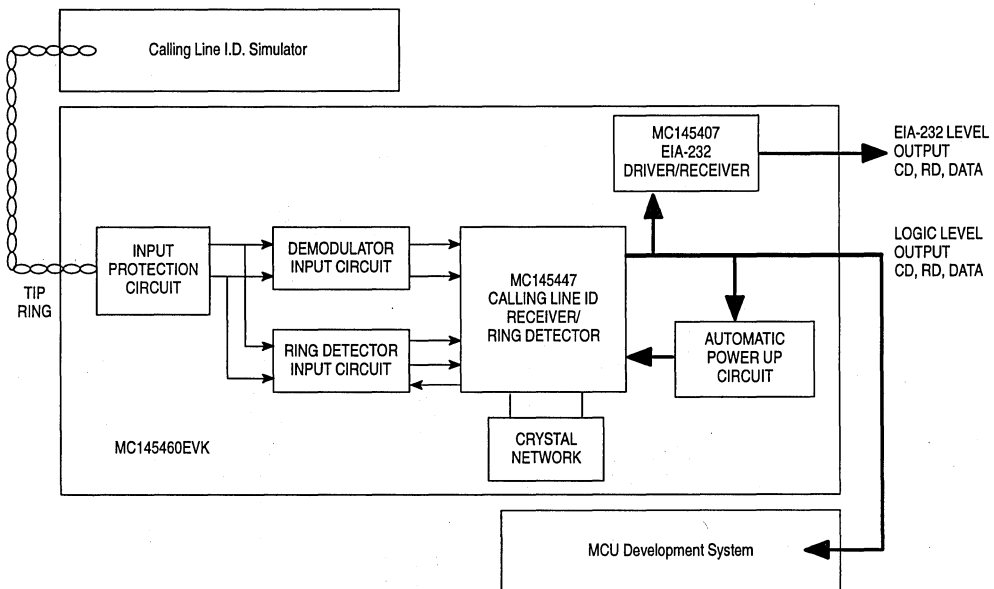 Calling Line I.D. Simulator
MC145407
EIA-232
DRIVER/RECEIVER
EIA-232 LEVEL
OUTPUT
CD, RD, DATA
INPUT
PROTECTION
CIRCUIT
DEMODULATOR
INPUT CIRCUIT
MC145447
CALLING LINE ID
RECEIVER/
RING DETECTOR
LOGIC LEVEL
OUTPUT
CD, RD, DATA
TIP
RING
RING DETECTOR
INPUT CIRCUIT
AUTOMATIC
POWER UP
CIRCUIT
MC145460EVK
CRYSTAL
NETWORK
MCU Development System